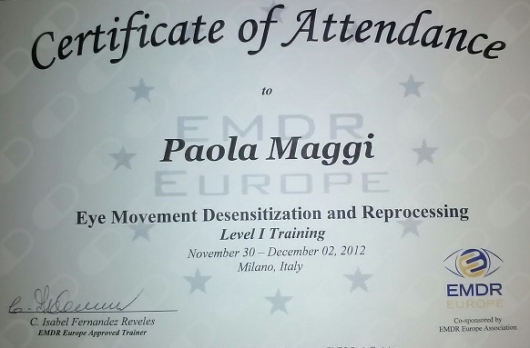 Certificate of Attendance
to
EMDR
Paola Maggi
EUROPE
Eye Movement Desensitization and Reprocessing
Level I Training
November 30 – December 02, 2012
Milano, Italy
C. Isabel Fernandez Reveles
EMDR Europe Approved Trainer
EMDR
EUROPE
Co-sponsored by
EMDR Europe Association